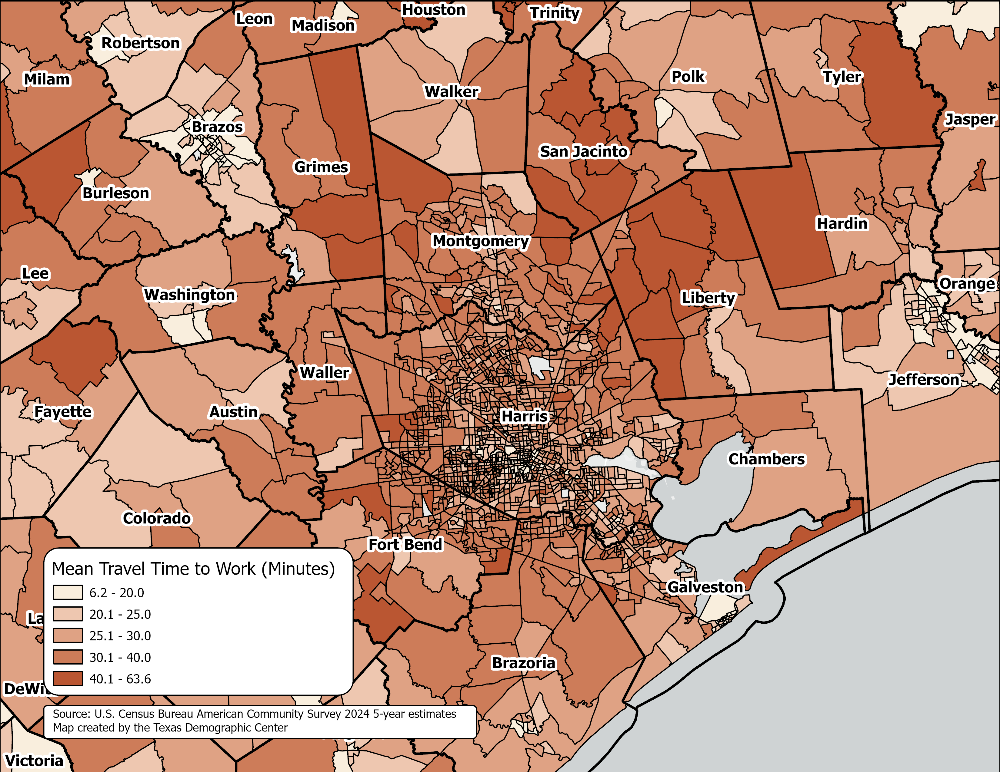 Houston
Trinity
Leon
Madison
Robertson
Milam
Walker
Polk
Tyler
Jasper
Brazos
San Jacinto
Grimes
Burleson
Hardin
Montgomery
Lee
Orange
Washington
Liberty
Waller
Jefferson
Fayette
Austin
Harris
Chambers
Colorado
Fort Bend
Mean Travel Time to Work (Minutes)
6.2 - 20.0
20.1 - 25.0
25.1 - 30.0
30.1 - 40.0
40.1 - 63.6
Galveston
La
Brazoria
DeWit
Source: U.S. Census Bureau American Community Survey 2024 5-year estimates
Map created by the Texas Demographic Center
Victoria